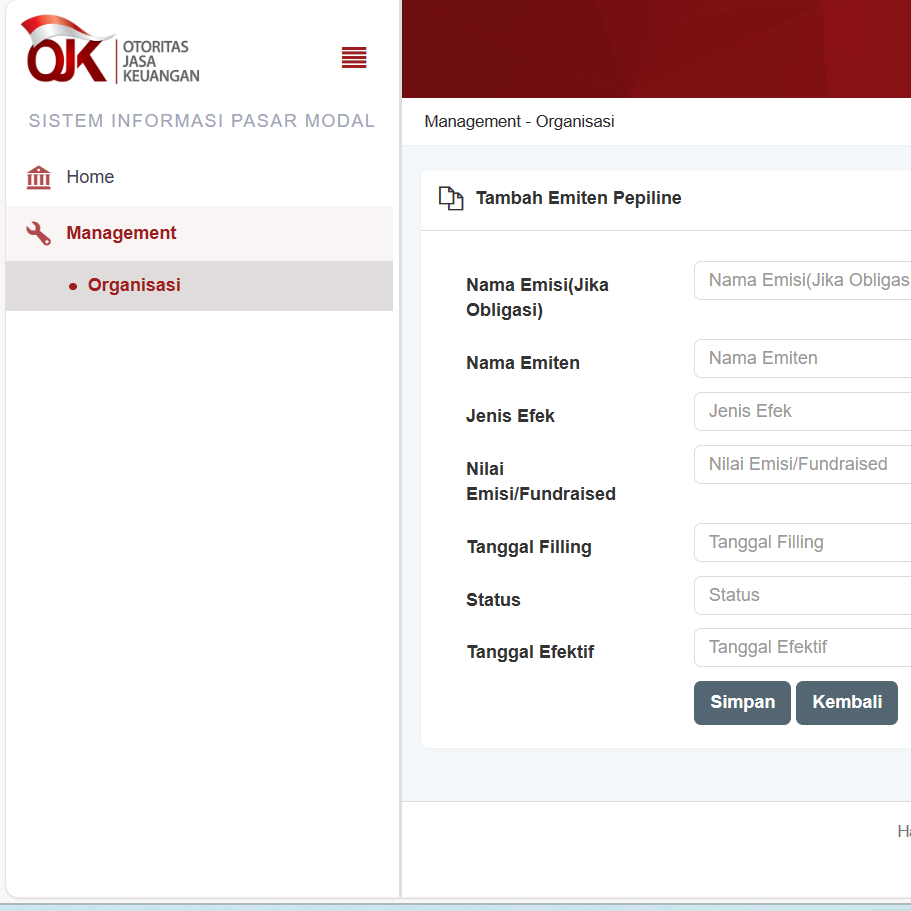 OJK
OTORITAS
JASA
KEUANGAN
SISTEM INFORMASI PASAR MODAL
Home
Management
Organisasi
Management - Organisasi
Tambah Emiten Pepiline
Nama Emisi(Jika
Obligasi)
Nama Emisi(Jika Obligas
Nama Emiten
Nama Emiten
Jenis Efek
Jenis Efek
Nilai
Emisi/Fundraised
Nilai Emisi/Fundraised
Tanggal Filling
Tanggal Filling
Status
Status
Tanggal Efektif
Tanggal Efektif
Simpan Kembali